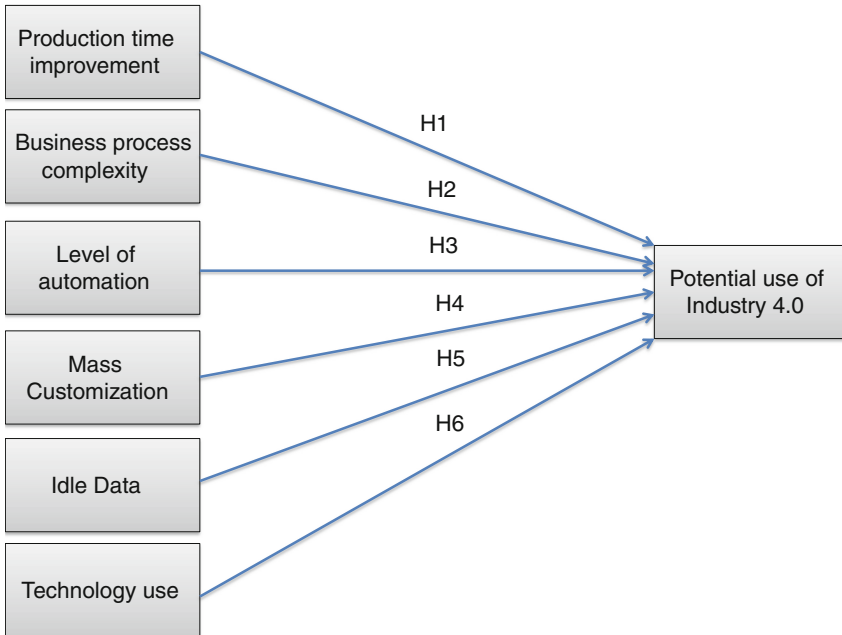 Production time
improvement
H1
Business process
complexity
H2
Level of
automation
H3
Potential use of
Industry 4.0
Mass
Customization
H4
Idle Data
H5
Technology use
H6